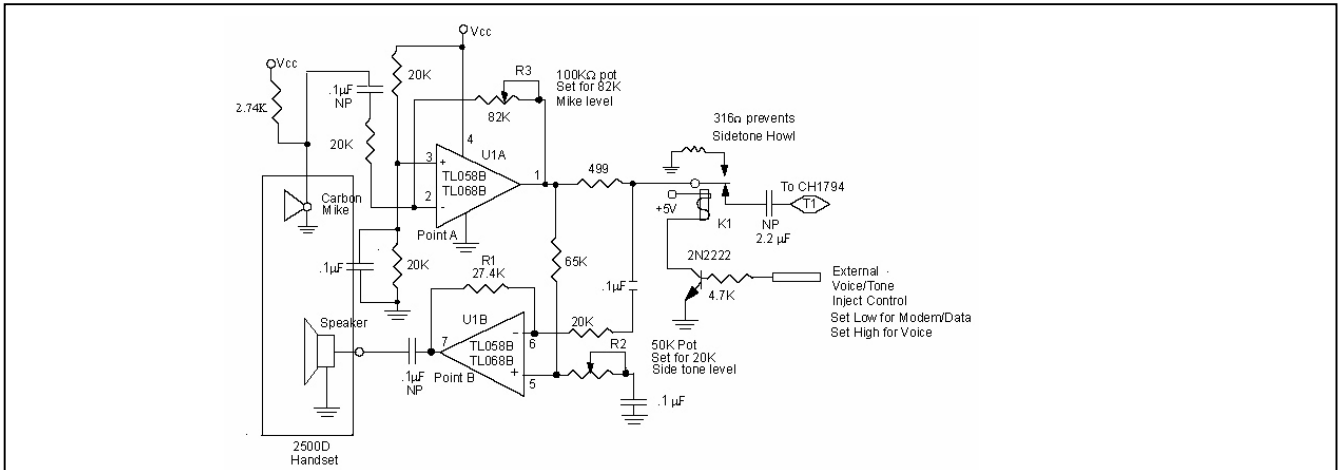 Vcc
Vcc
2.74K
.1µF
NP
20K
20K
R3
82K
100KΩ pot
Set for 82K
Mike level
4
3
+
U1A
TL058B
TL068B
1
2
-
Carbon
Mike
Point A
499
316Ω prevents
Sidetone Howl
To CH1794
T1
+5V
K1
NP
2.2 µF
.1µF
20K
R1
27.4K
65K
.1µF
2N2222
4.7K
External
Voice/Tone
Inject Control
Set Low for Modem/Data
Set High for Voice
Speaker
U1B
7
TL058B
TL068B
-
6
20K
Point B
+
5
R2
50K Pot
Set for 20K
Side tone level
.1µF
NP
.1 µF
2500D
Handset